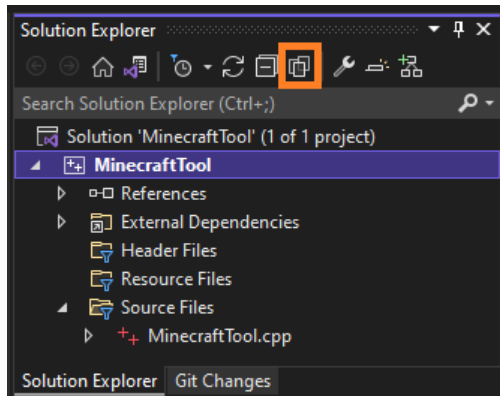 Solution Explorer
Search Solution Explorer (Ctrl+;)
Solution 'MinecraftTool' (1 of 1 project)
MinecraftTool
References
External Dependencies
Header Files
Resource Files
Source Files
MinecraftTool.cpp
Solution Explorer Git Changes